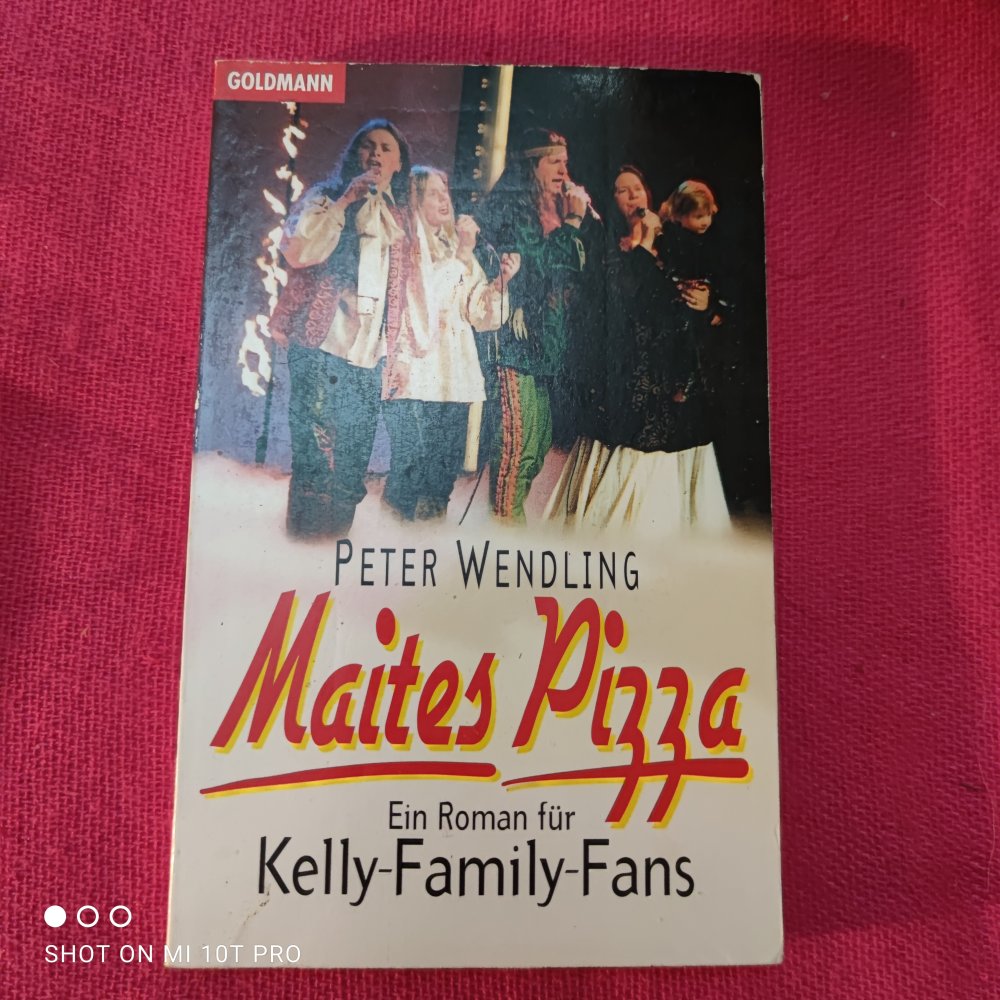 GOLDMANN
PETER WENDLING
Maites Pizza
Ein Roman für
Kelly-Family-Fans
SHOT ON MI 10T PRO